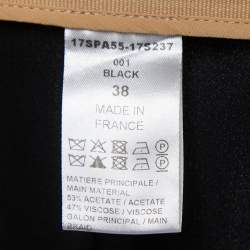 17SPA55-17S237
001
BLACK
38
MADE IN
FRANCE
MATIERE PRINCIPALE /
MAIN MATERIAL
53% ACETATE / ACETATE
47% VISCOSE / VISCOSE
GALON PRINCIPAL / MAIN
BRAID